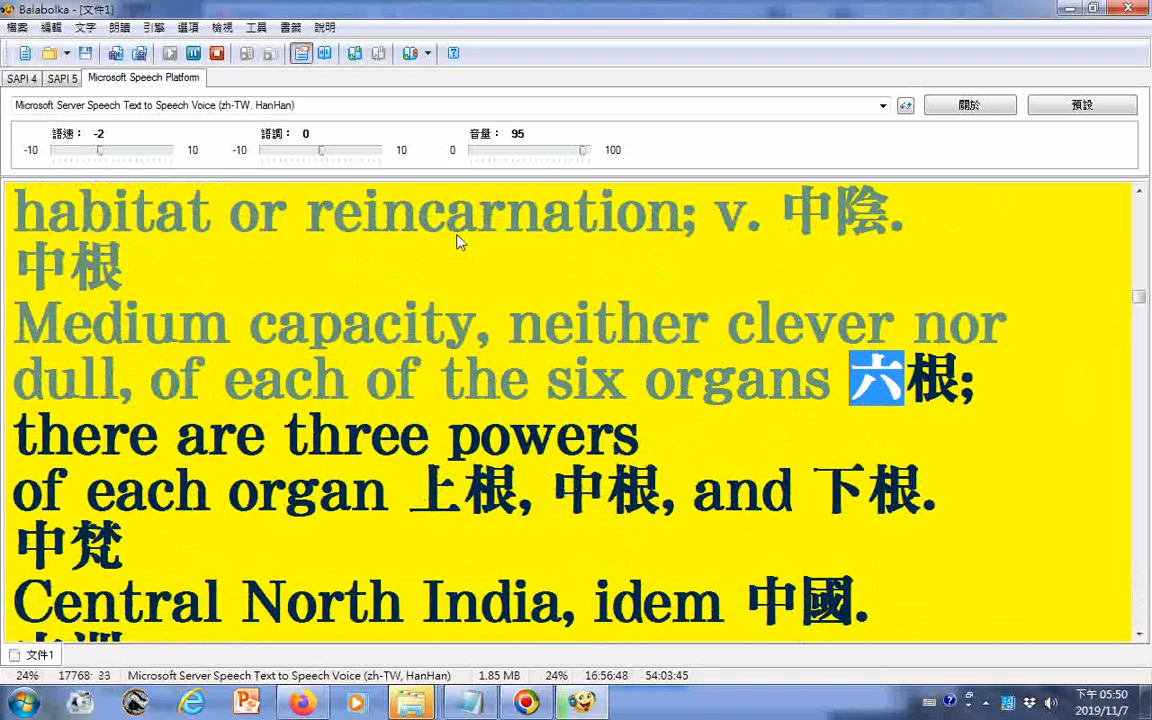 Balabolka - [文件1]
檔案 編輯 文字 朗讀 引擎 選項 檢視 工具 書籤 說明
SAPI 4 SAPI 5 Microsoft Speech Platform
Microsoft Server Speech Text to Speech Voice (zh-TW, HanHan) 關於 預設
語速： -2 語調： 0 音量： 95
-10 10 -10 10 0 100
habitat or reincarnation; v. 中陰.
中根
Medium capacity, neither clever nor
dull, of each of the six organs 六根;
there are three powers
of each organ 上根, 中根, and 下根.
中梵
Central North India, idem 中國.
文件1
24% 17768: 33 Microsoft Server Speech Text to Speech Voice (zh-TW, HanHan) 1.85 MB 24% 16:56:48 54:03:45
下午 05:50
2019/11/7